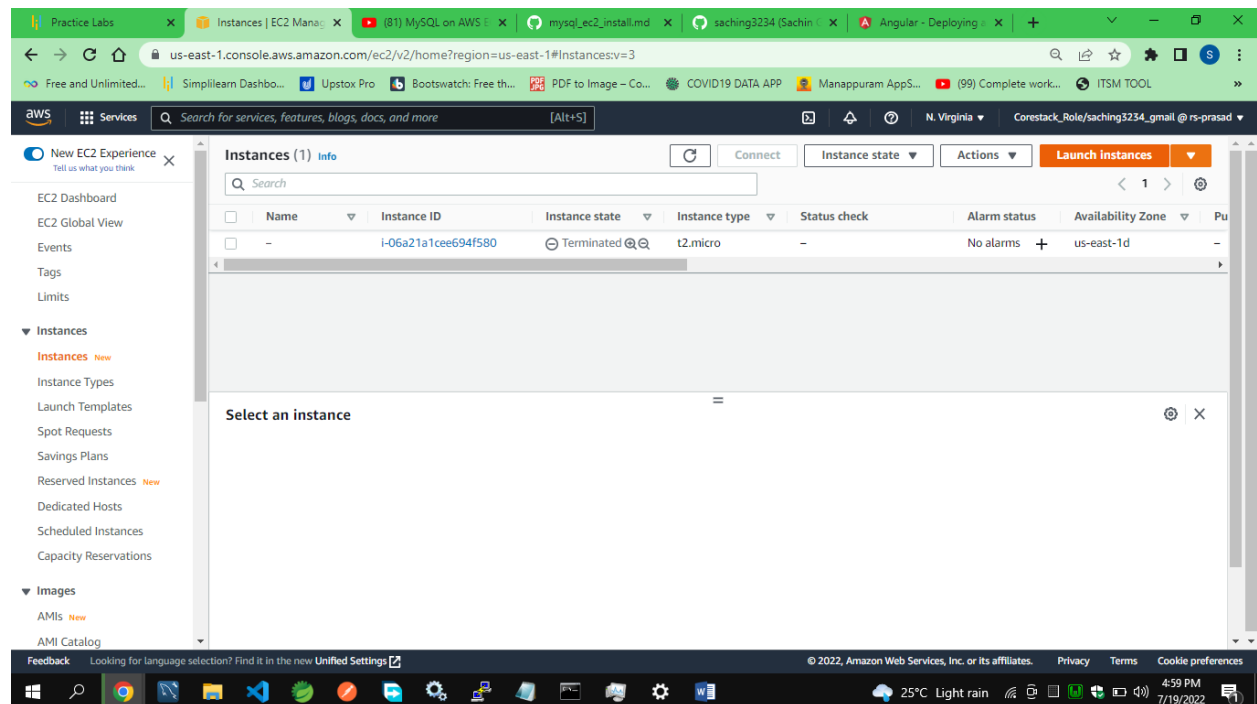 Practice Labs
Instances | EC2 Manag
(81) MySQL on AWS E
mysql_ec2_install.md
saching3234 (Sachin
Angular - Deploying a
us-east-1.console.aws.amazon.com/ec2/v2/home?region=us-east-1#Instances:v=3
Free and Unlimited... Simplilearn Dashbo... Upstox Pro Bootswatch: Free th... PDF to Image – Co... COVID19 DATA APP Manappuram AppS... (99) Complete work... ITSM TOOL »
aws Services Search for services, features, blogs, docs, and more [Alt+S] N. Virginia Corestack_Role/saching3234_gmail @ rs-prasad
New EC2 Experience
Tell us what you think
EC2 Dashboard
EC2 Global View
Events
Tags
Limits
Instances
Instances New
Instance Types
Launch Templates
Spot Requests
Savings Plans
Reserved Instances New
Dedicated Hosts
Scheduled Instances
Capacity Reservations
Images
AMIs New
AMI Catalog
Instances (1) Info
Connect Instance state Actions Launch instances
Search
1
Name Instance ID Instance state Instance type Status check Alarm status Availability Zone Pu
– i-06a21a1cee694f580 Terminated t2.micro – No alarms + us-east-1d –
Select an instance
Feedback Looking for language selection? Find it in the new Unified Settings © 2022, Amazon Web Services, Inc. or its affiliates. Privacy Terms Cookie preferences
25°C Light rain
4:59 PM
7/19/2022
1